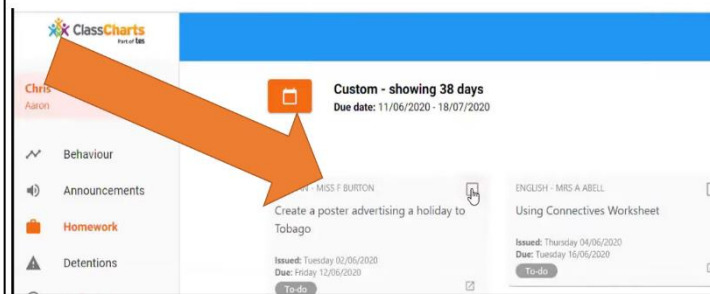 ClassCharts
Part of tes
Chris
Aaron
Behaviour
Announcements
Homework
Detentions
Custom - showing 38 days
Due date: 11/06/2020 - 18/07/2020
- MISS F BURTON
Create a poster advertising a holiday to
Tobago
Issued: Tuesday 02/06/2020
Due: Friday 12/06/2020
To-do
ENGLISH - MRS A ABELL
Using Connectives Worksheet
Issued: Thursday 04/06/2020
Due: Tuesday 16/06/2020
To-do